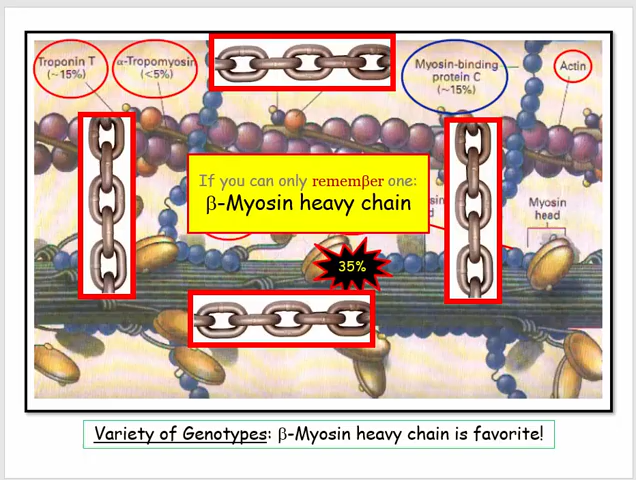 Troponin T
(~15%)
α-Tropomyosin
(<5%)
Myosin-binding
protein C
(~15%)
Actin
If you can only remember one:
β-Myosin heavy chain
Myosin
head
35%
Variety of Genotypes: β-Myosin heavy chain is favorite!